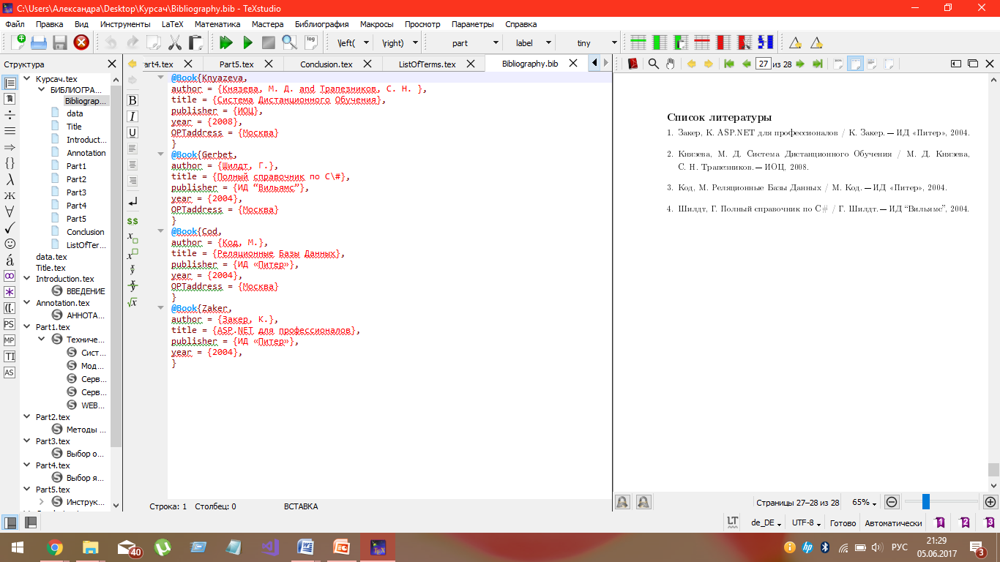 C:\Users\Александра\Desktop\Курсач\Bibliography.bib - TeXstudio
Файл Правка Вид Инструменты LaTeX Математика Мастера Библиография Макросы Просмотр Параметры Справка
log \left( \right) part label tiny
Структура
Курсач.tex
БИБЛИОГРА...
Bibliograp...
data
Title
Introduct...
Annotation
Part1
Part2
Part3
Part4
Part5
Conclusion
ListOfTer...
data.tex
Title.tex
Introduction.tex
ВВЕДЕНИЕ
Annotation.tex
АННОТА...
Part1.tex
Техниче...
Сист...
Мод...
Серв...
Серв...
WEB...
Part2.tex
Методы ...
Part3.tex
Выбор о...
Part4.tex
Выбор я...
Part5.tex
Инструк...
art4.tex Part5.tex Conclusion.tex ListOfTerms.tex Bibliography.bib
@Book{Knyazeva,
author = {Князева, М. Д. and Трапезников, С. Н. },
title = {Система Дистанционного Обучения},
publisher = {ИОЦ},
year = {2008},
OPTaddress = {Москва}
}
@Book{Gerbet,
author = {Шилдт, Г.},
title = {Полный справочник по C\#},
publisher = {ИД “Вильямс”},
year = {2004},
OPTaddress = {Москва}
}
@Book{Cod,
author = {Код, М.},
title = {Реляционные Базы Данных},
publisher = {ИД «Питер»},
year = {2004},
OPTaddress = {Москва}
}
@Book{Zaker,
author = {Закер, К.},
title = {ASP.NET для профессионалов},
publisher = {ИД «Питер»},
year = {2004},
}
Строка: 1 Столбец: 0 ВСТАВКА
27 из 28
Список литературы
1. Закер, К. ASP.NET для профессионалов / К. Закер. — ИД «Питер», 2004.
2. Князева, М. Д. Система Дистанционного Обучения / М. Д. Князева,
С. Н. Трапезников. — ИОЦ, 2008.
3. Код, М. Реляционные Базы Данных / М. Код. — ИД «Питер», 2004.
4. Шилдт, Г. Полный справочник по C# / Г. Шилдт. — ИД “Вильямс”, 2004.
Страницы 27–28 из 28 65%
LT de_DE UTF-8 Готово Автоматически 1 2 3
40 РУС 21:29
05.06.2017 3